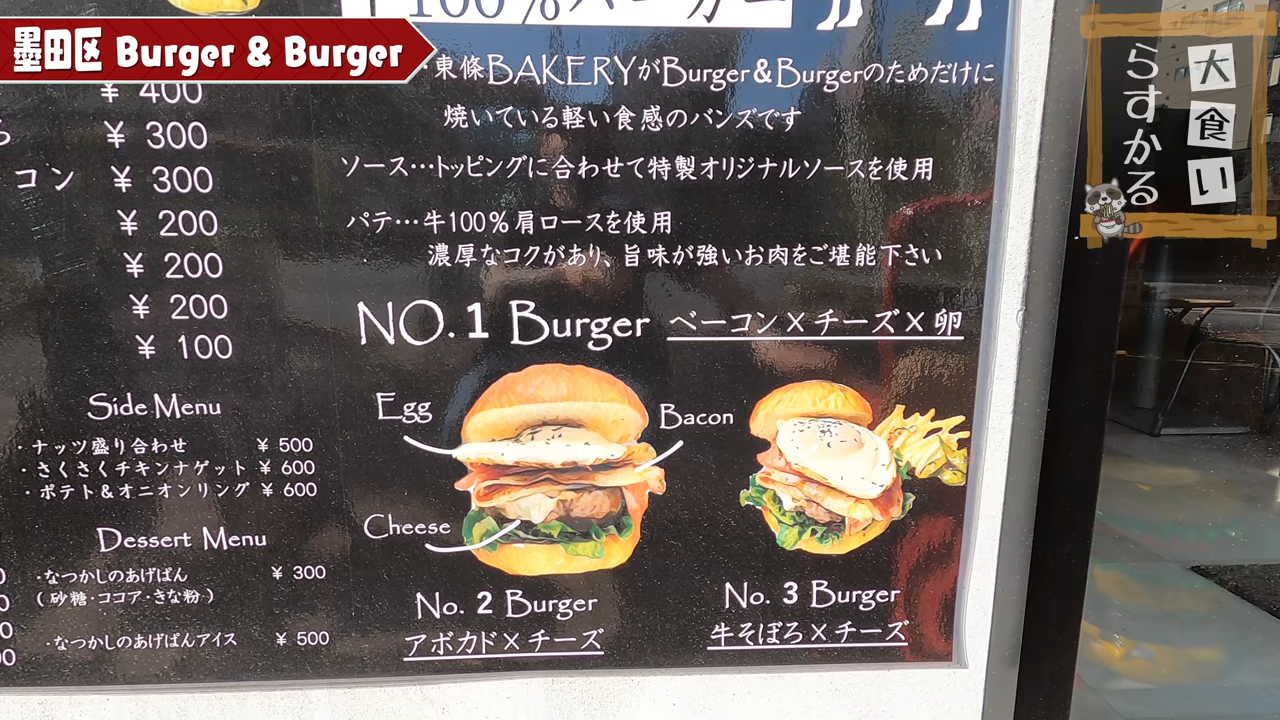 墨田区 Burger & Burger
大食い
らすかる
¥ 400
¥ 300
コン ¥ 300
¥ 200
¥ 200
¥ 200
¥ 100
Side Menu
・ナッツ盛り合わせ ¥ 500
・さくさくチキンナゲット ¥ 600
・ポテト&オニオンリング ¥ 600
Dessert Menu
・なつかしのあげぱん ¥ 300
(砂糖・ココア・きな粉)
・なつかしのあげぱんアイス ¥ 500
100%バーガー
東條BAKERYがBurger&Burgerのためだけに
焼いている軽い食感のバンズです
ソース…トッピングに合わせて特製オリジナルソースを使用
パテ…牛100%肩ロースを使用
濃厚なコクがあり、旨味が強いお肉をご堪能下さい
NO.1 Burger ベーコン×チーズ×卵
Egg
Bacon
Cheese
No. 2 Burger
アボカド×チーズ
No. 3 Burger
牛そぼろ×チーズ